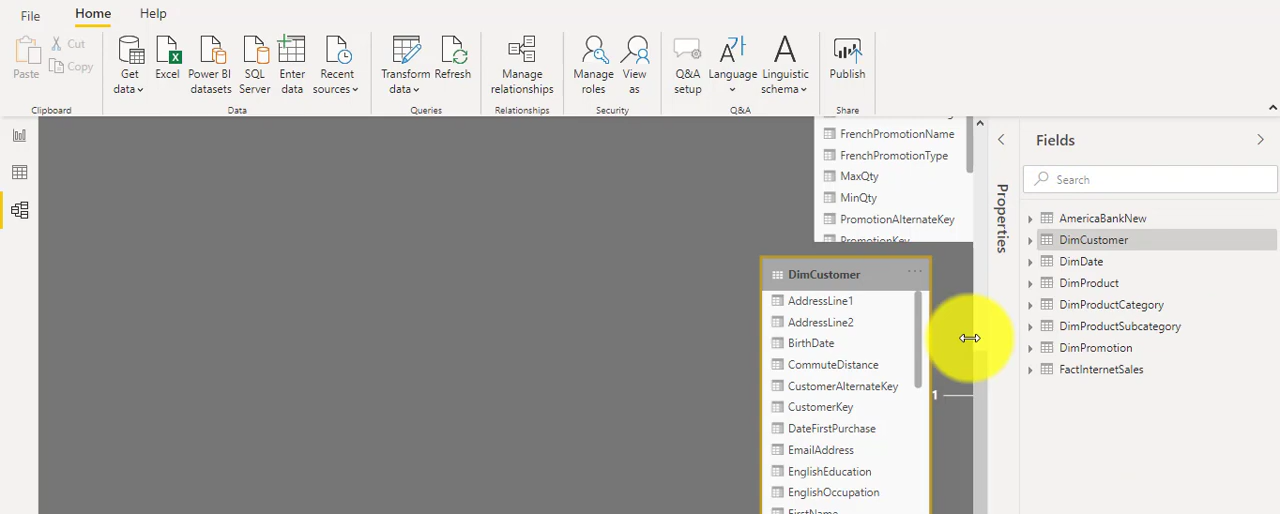 File Home Help
Cut
Copy
Paste
Get data
Excel
Power BI datasets
SQL Server
Enter data
Recent sources
Transform data
Refresh
Manage relationships
Manage roles
View as
Q&A setup
Language
Linguistic schema
Publish
Clipboard Data Queries Relationships Security Q&A Share
FrenchPromotionName
FrenchPromotionType
MaxQty
MinQty
PromotionAlternateKey
PromotionKey
DimCustomer
AddressLine1
AddressLine2
BirthDate
CommuteDistance
CustomerAlternateKey
CustomerKey
DateFirstPurchase
EmailAddress
EnglishEducation
EnglishOccupation
FirstName
1
Properties
Fields
Search
AmericaBankNew
DimCustomer
DimDate
DimProduct
DimProductCategory
DimProductSubcategory
DimPromotion
FactInternetSales